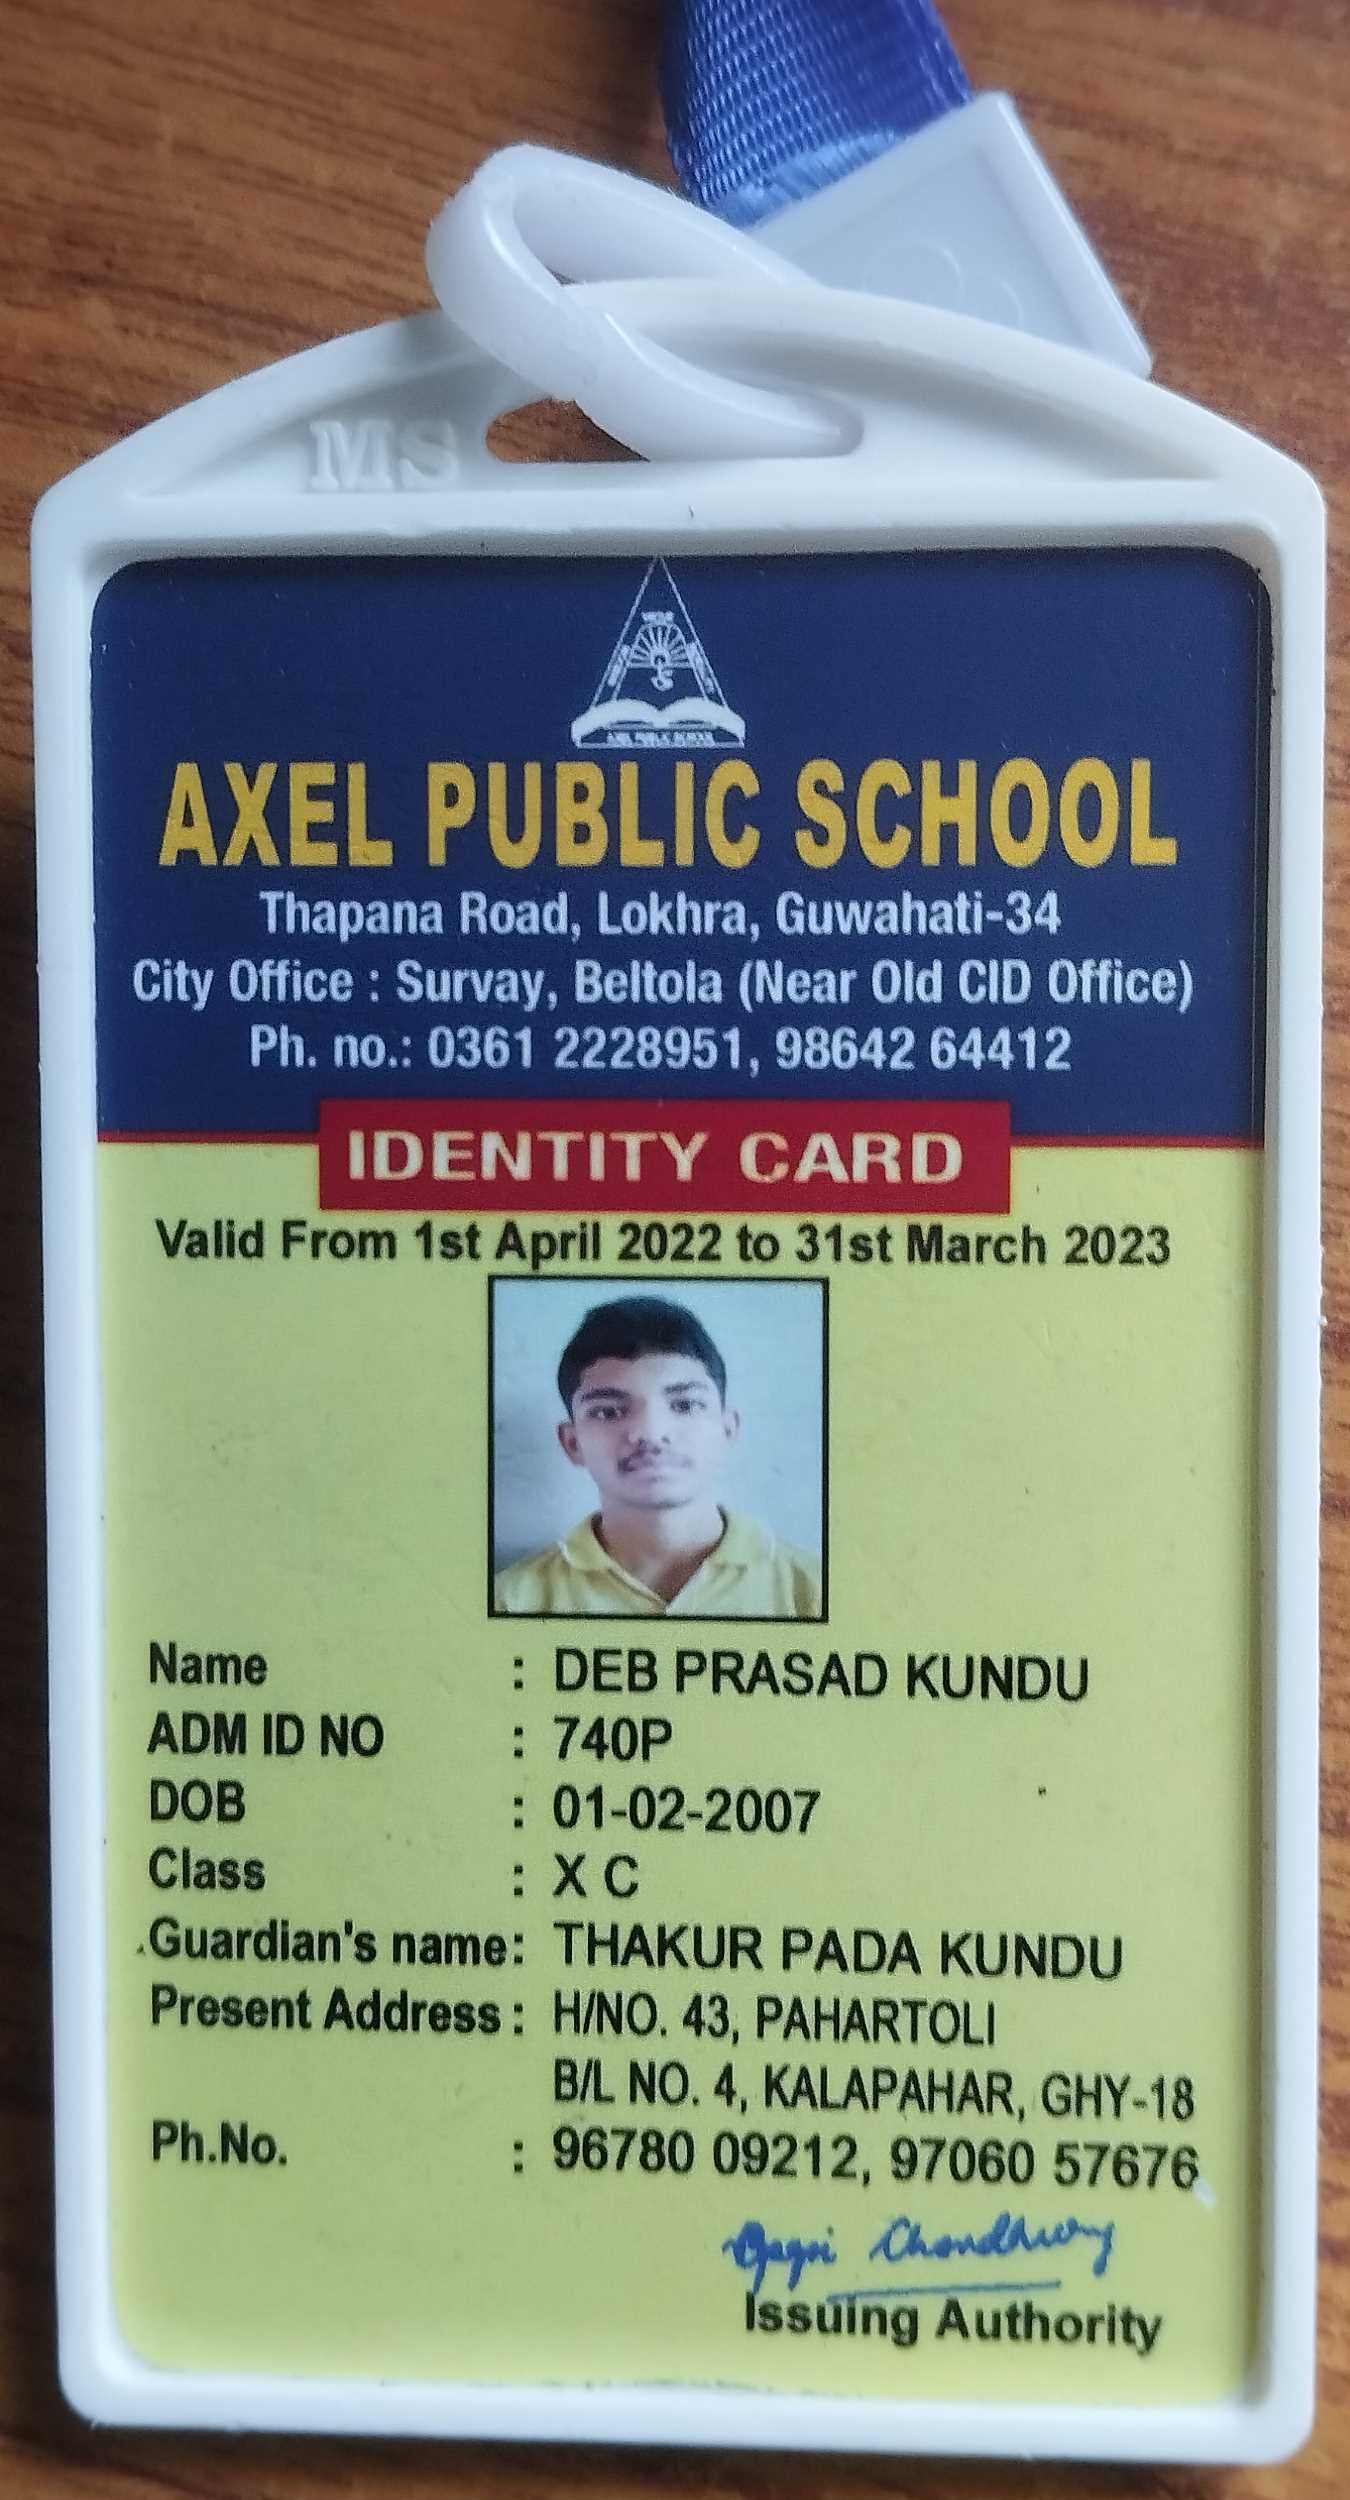 MS
AXEL PUBLIC SCHOOL
AXEL PUBLIC SCHOOL
Thapana Road, Lokhra, Guwahati-34
City Office : Survay, Beltola (Near Old CID Office)
Ph. no.: 0361 2228951, 98642 64412
IDENTITY CARD
Valid From 1st April 2022 to 31st March 2023
Name : DEB PRASAD KUNDU
ADM ID NO : 740P
DOB : 01-02-2007
Class : X C
Guardian's name: THAKUR PADA KUNDU
Present Address : H/NO. 43, PAHARTOLI
B/L NO. 4, KALAPAHAR, GHY-18
Ph.No. : 96780 09212, 97060 57676
Issuing Authority